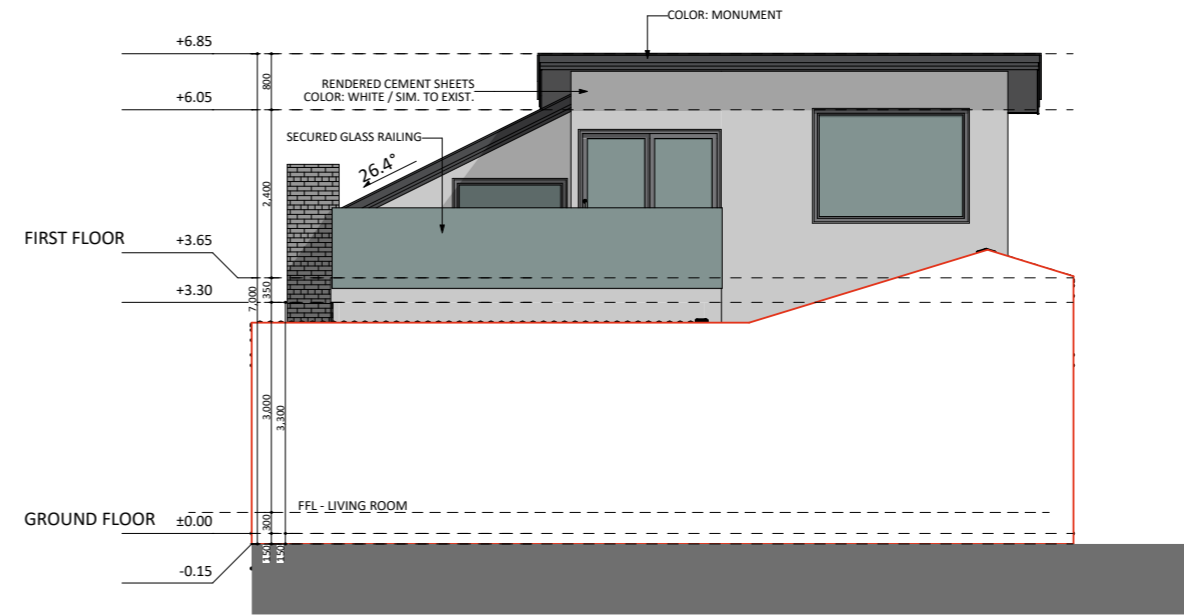 COLOR: MONUMENT
+6.85
800
RENDERED CEMENT SHEETS
COLOR: WHITE / SIM. TO EXIST.
+6.05
SECURED GLASS RAILING
26.4°
2,400
FIRST FLOOR
+3.65
350
+3.30
7,000
3,000
3,300
FFL - LIVING ROOM
GROUND FLOOR
±0.00
300
-0.15